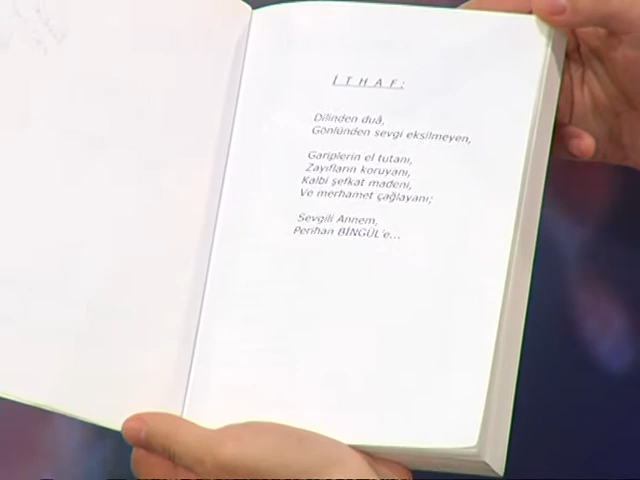 İ T H A F :
Dilinden duâ,
Gönlünden sevgi eksilmeyen,
Gariplerin el tutanı,
Zayıfların koruyanı,
Kalbi şefkat madeni,
Ve merhamet çağlayanı;
Sevgili Annem,
Perihan BİNGÜL'e...